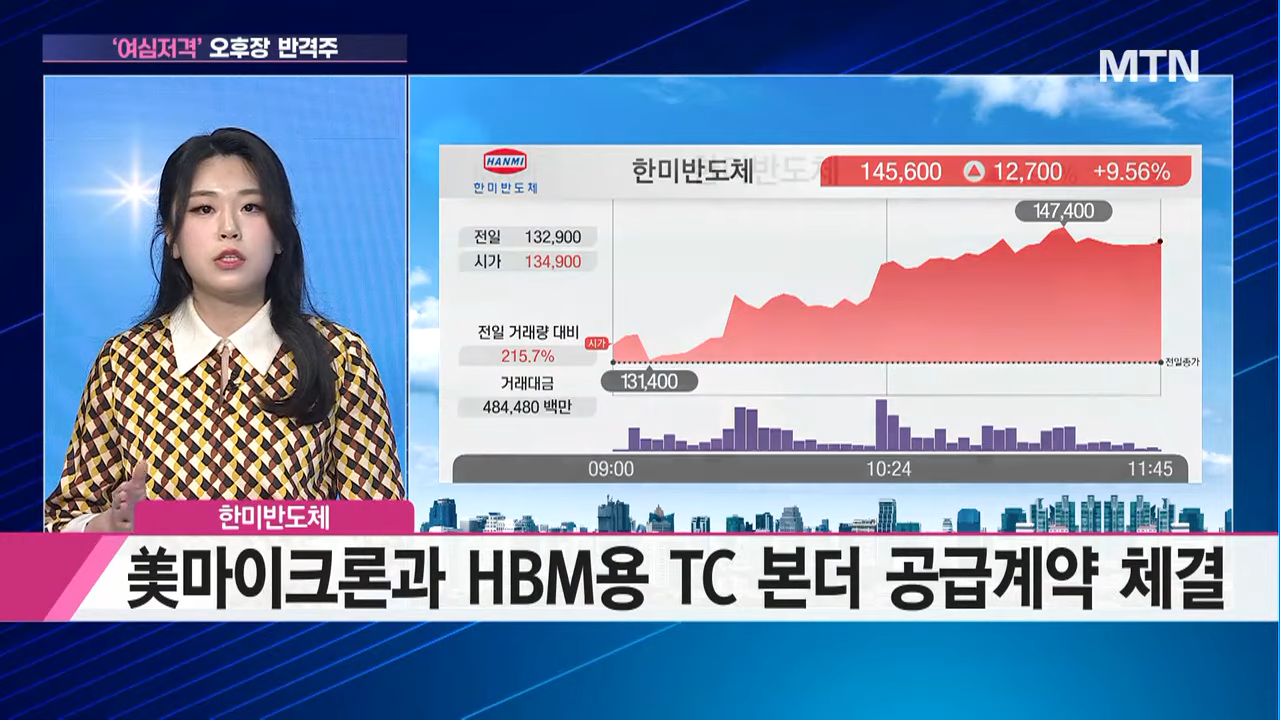 ‘여심저격’ 오후장 반격주
MTN
HANMI
한미반도체
한미반도체
145,600 12,700 +9.56%
147,400
전일 132,900
시가 134,900
전일 거래량 대비
215.7%
시가
거래대금
484,480 백만
131,400
전일종가
09:00 10:24 11:45
한미반도체
美마이크론과 HBM용 TC 본더 공급계약 체결